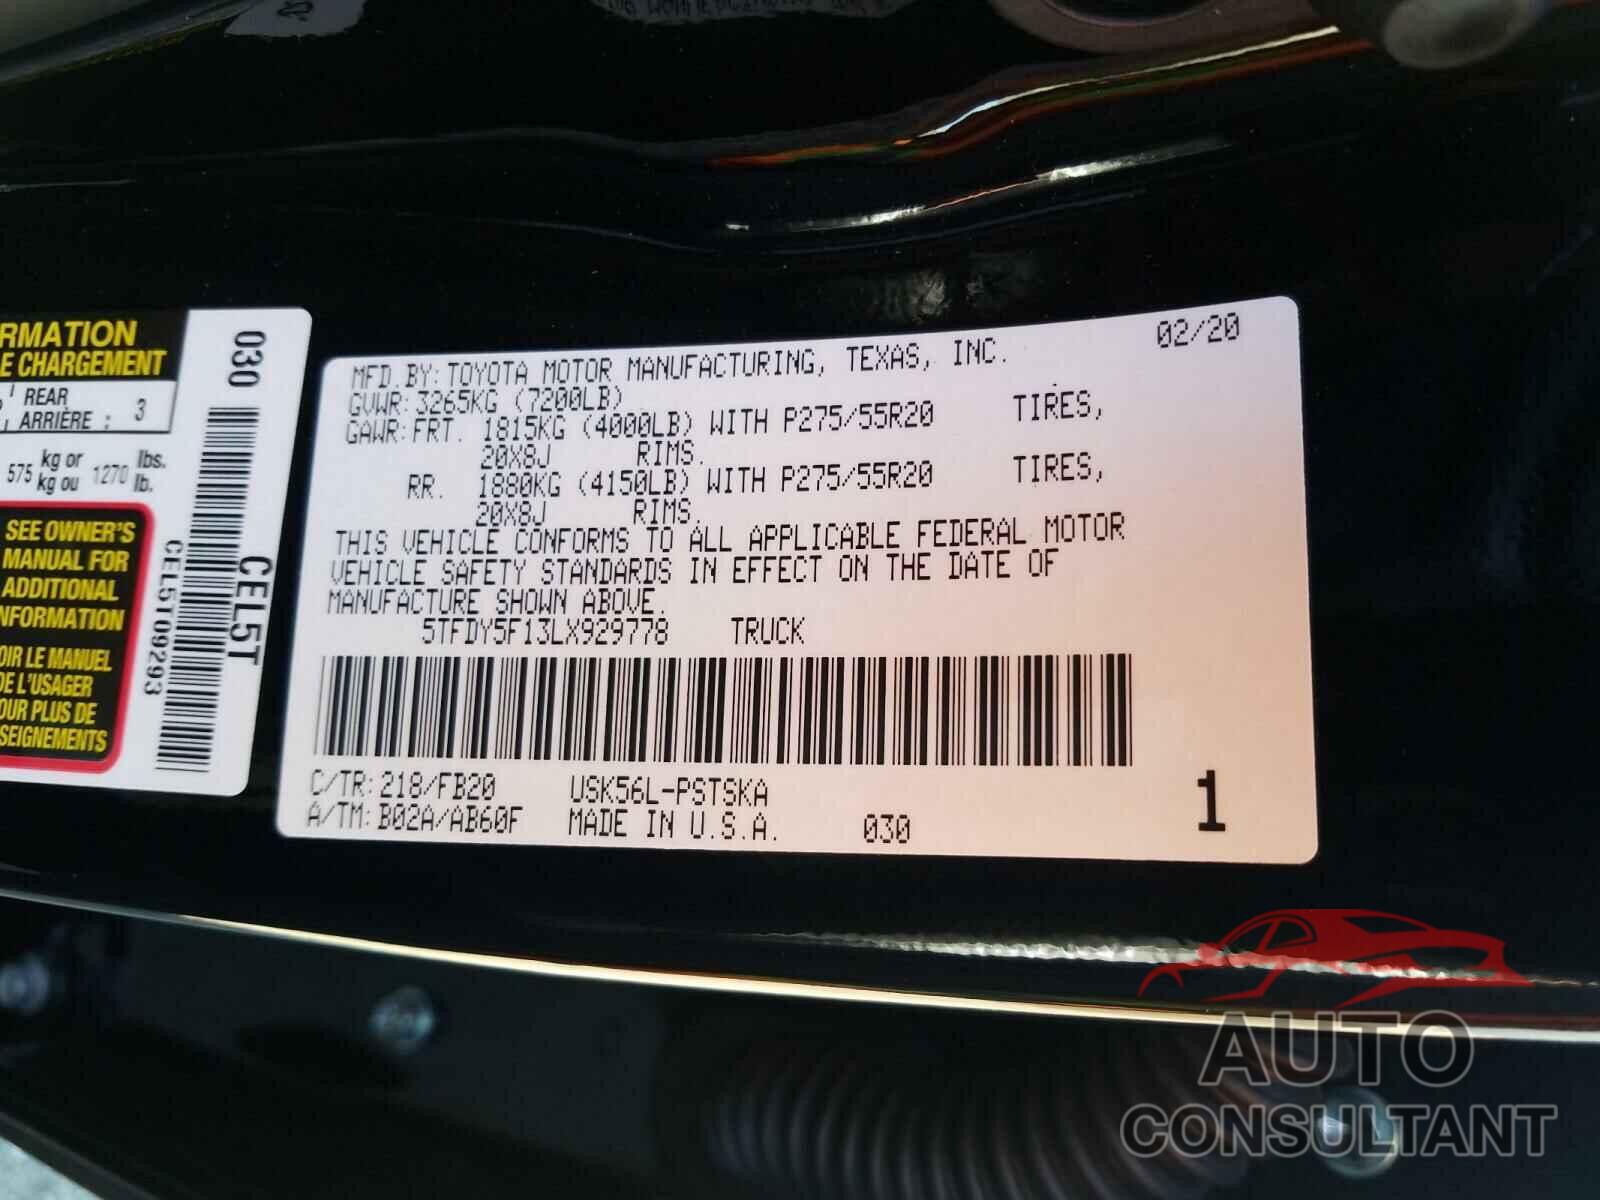 RMATION
E CHARGEMENT
REAR
, ARRIÈRE : 3
575 kg or 1270 lbs.
kg ou lb.
SEE OWNER'S
MANUAL FOR
ADDITIONAL
NFORMATION
OIR LE MANUEL
DE L'USAGER
OUR PLUS DE
SEIGNEMENTS
030
CEL5T
CEL5T09293
02/20
MFD.BY: TOYOTA MOTOR MANUFACTURING, TEXAS, INC.
GVWR: 3265KG (7200LB)
GAWR: FRT. 1815KG (4000LB) WITH P275/55R20 TIRES,
20X8J RIMS.
RR. 1880KG (4150LB) WITH P275/55R20 TIRES,
20X8J RIMS.
THIS VEHICLE CONFORMS TO ALL APPLICABLE FEDERAL MOTOR
VEHICLE SAFETY STANDARDS IN EFFECT ON THE DATE OF
MANUFACTURE SHOWN ABOVE.
5TFDY5F13LX929778 TRUCK
C/TR: 218/FB20 USK56L-PSTSKA
A/TM: B02A/AB60F MADE IN U.S.A. 030
1
AUTO
CONSULTANT